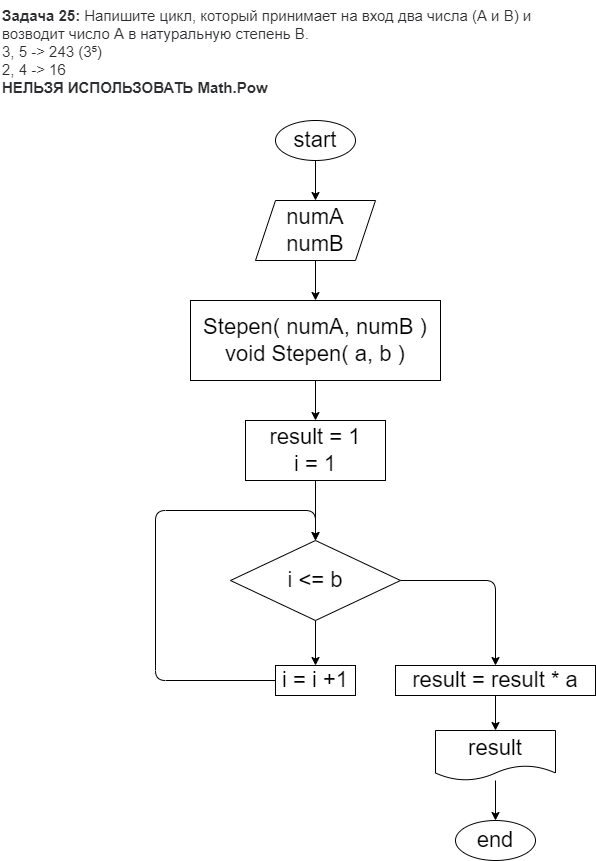 Задача 25: Напишите цикл, который принимает на вход два числа (A и B) и
возводит число A в натуральную степень B.
3, 5 -> 243 (3⁵)
2, 4 -> 16
НЕЛЬЗЯ ИСПОЛЬЗОВАТЬ Math.Pow
start
numA
numB
Stepen( numA, numB )
void Stepen( a, b )
result = 1
i = 1
i <= b
i = i +1
result = result * a
result
end